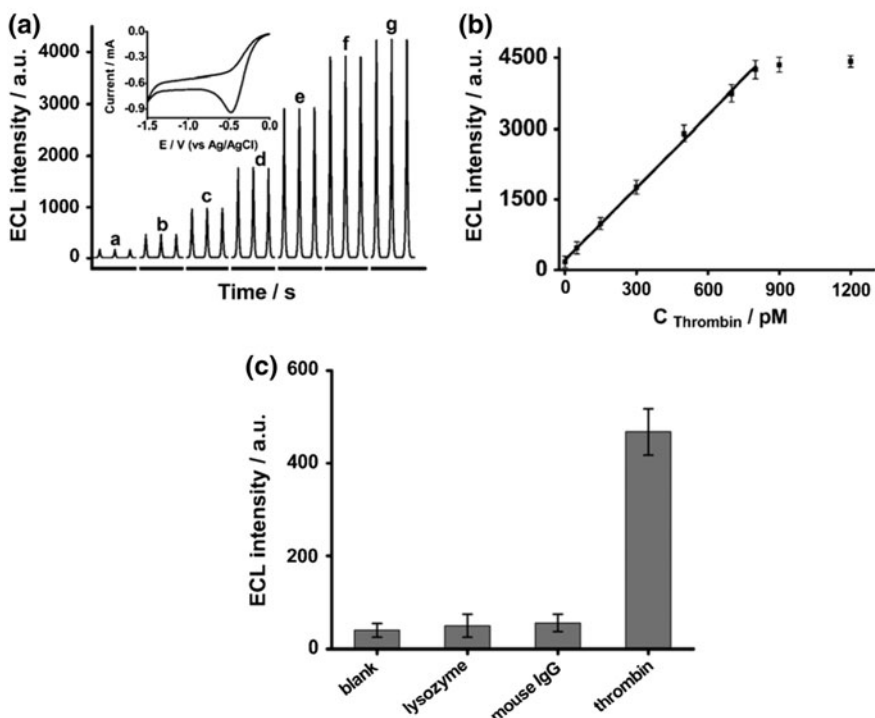 (a)
ECL intensity / a.u.
4000
3000
2000
1000
0
Current / mA
0.0
-0.3
-0.6
-0.9
-1.5
-1.0
-0.5
0.0
E / V (vs Ag/AgCl)
a
b
c
d
e
f
g
Time / s
(b)
ECL intensity / a.u.
4500
3000
1500
0
0
300
600
900
1200
C Thrombin / pM
(c)
ECL intensity / a.u.
600
400
200
0
blank
lysozyme
mouse IgG
thrombin